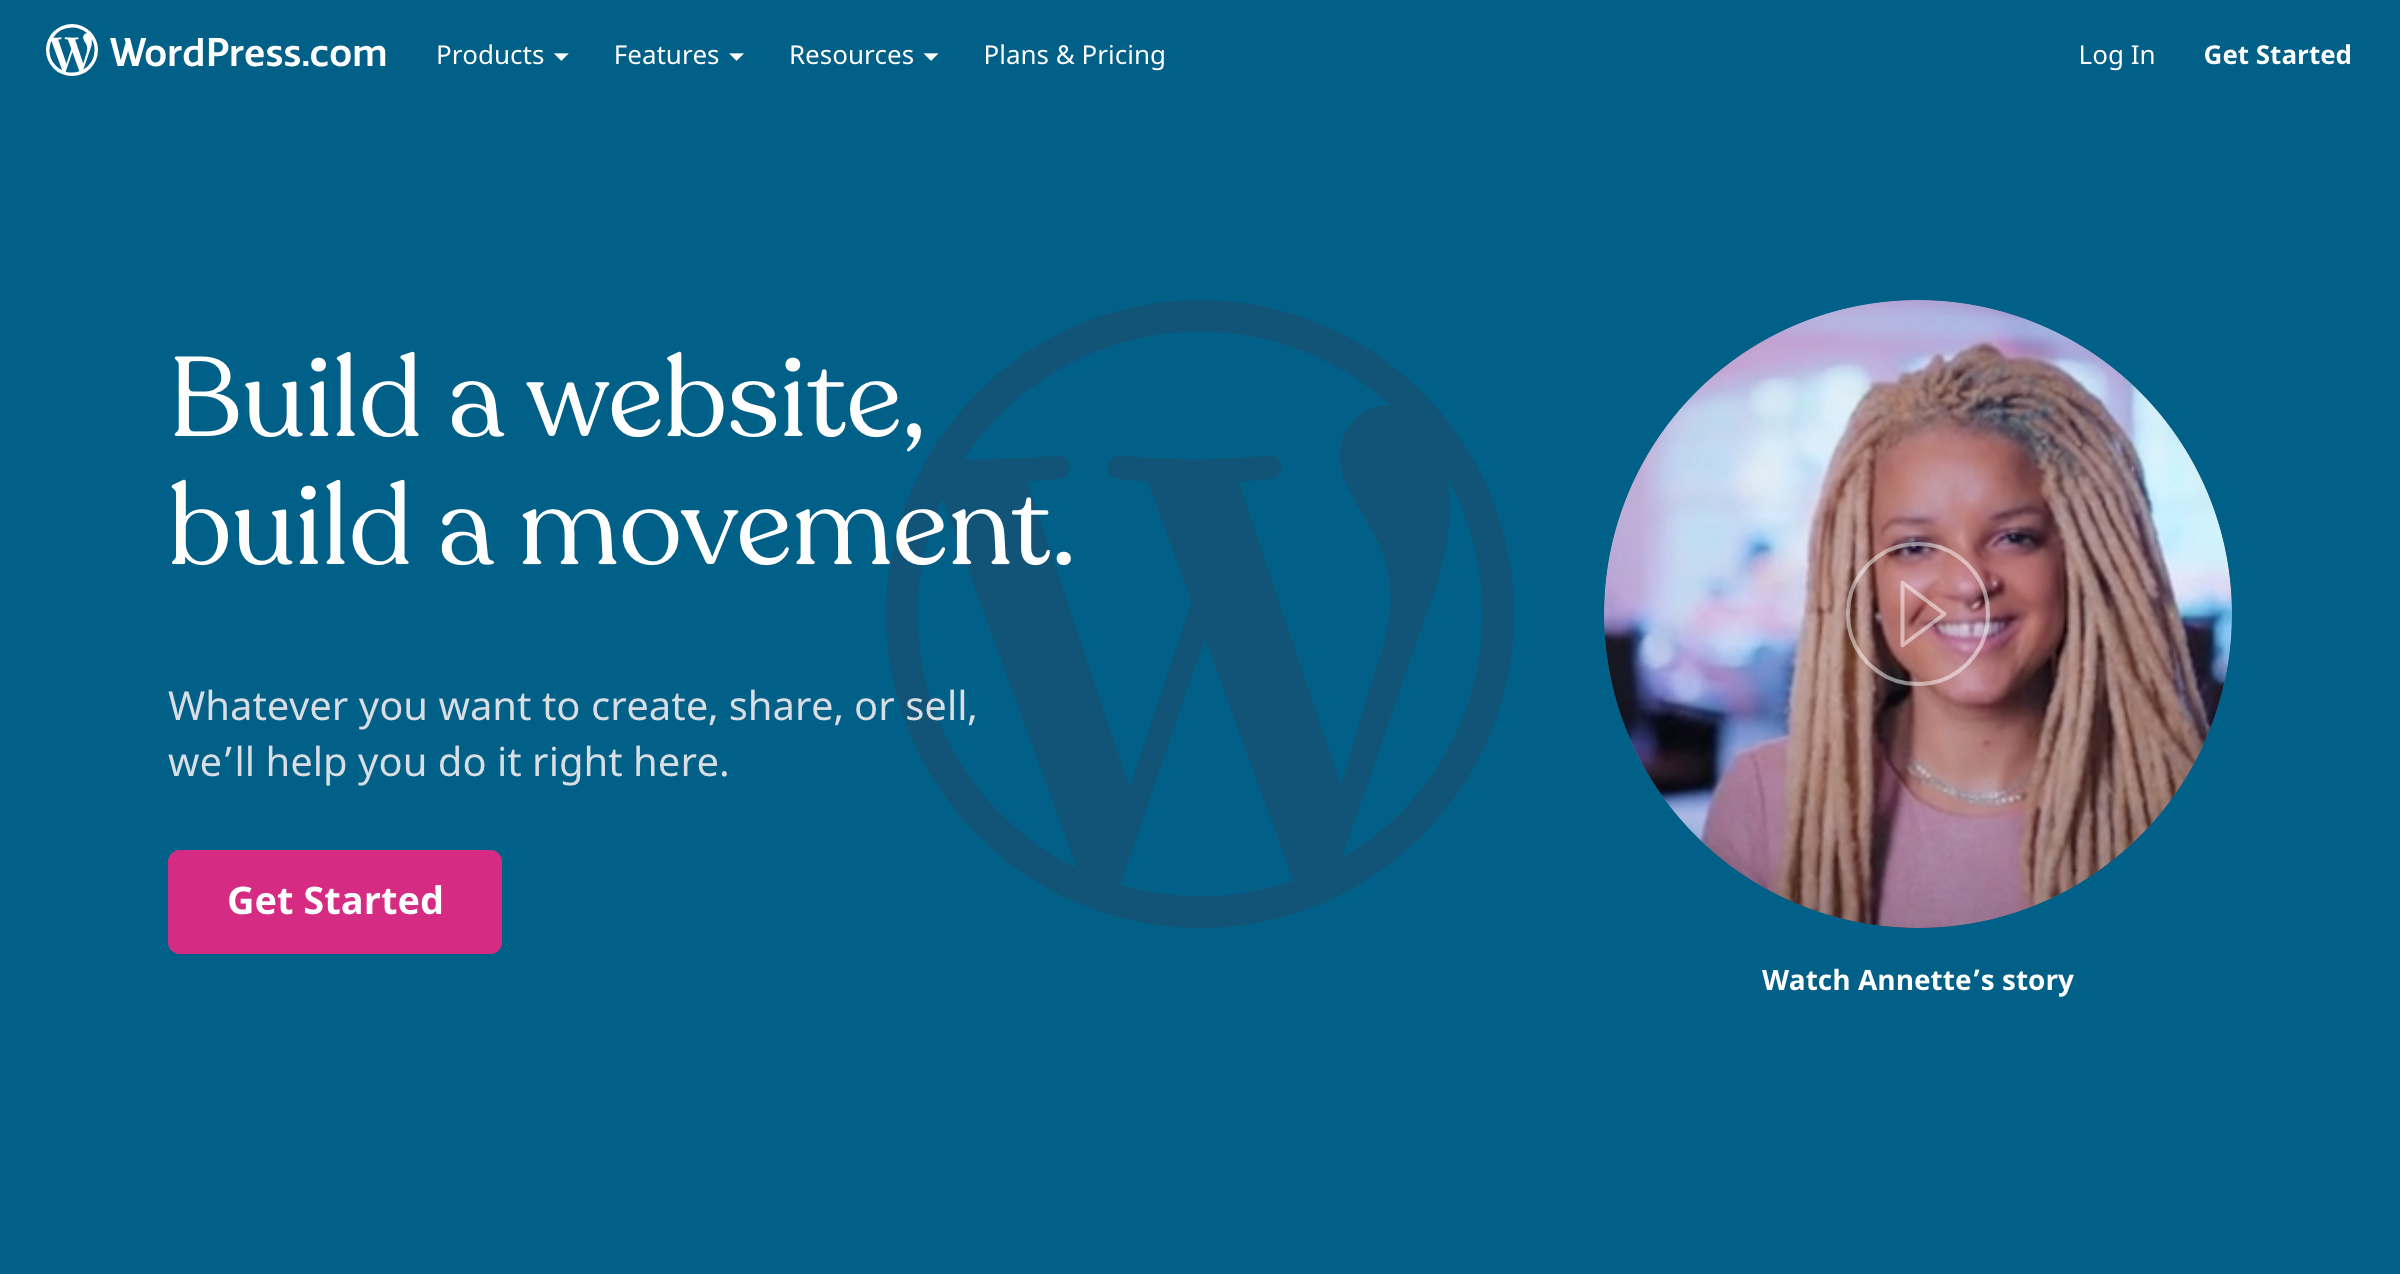 WordPress.com
Products
Features
Resources
Plans & Pricing
Log In
Get Started
Build a website,
build a movement.
Whatever you want to create, share, or sell,
we’ll help you do it right here.
Get Started
Watch Annette’s story